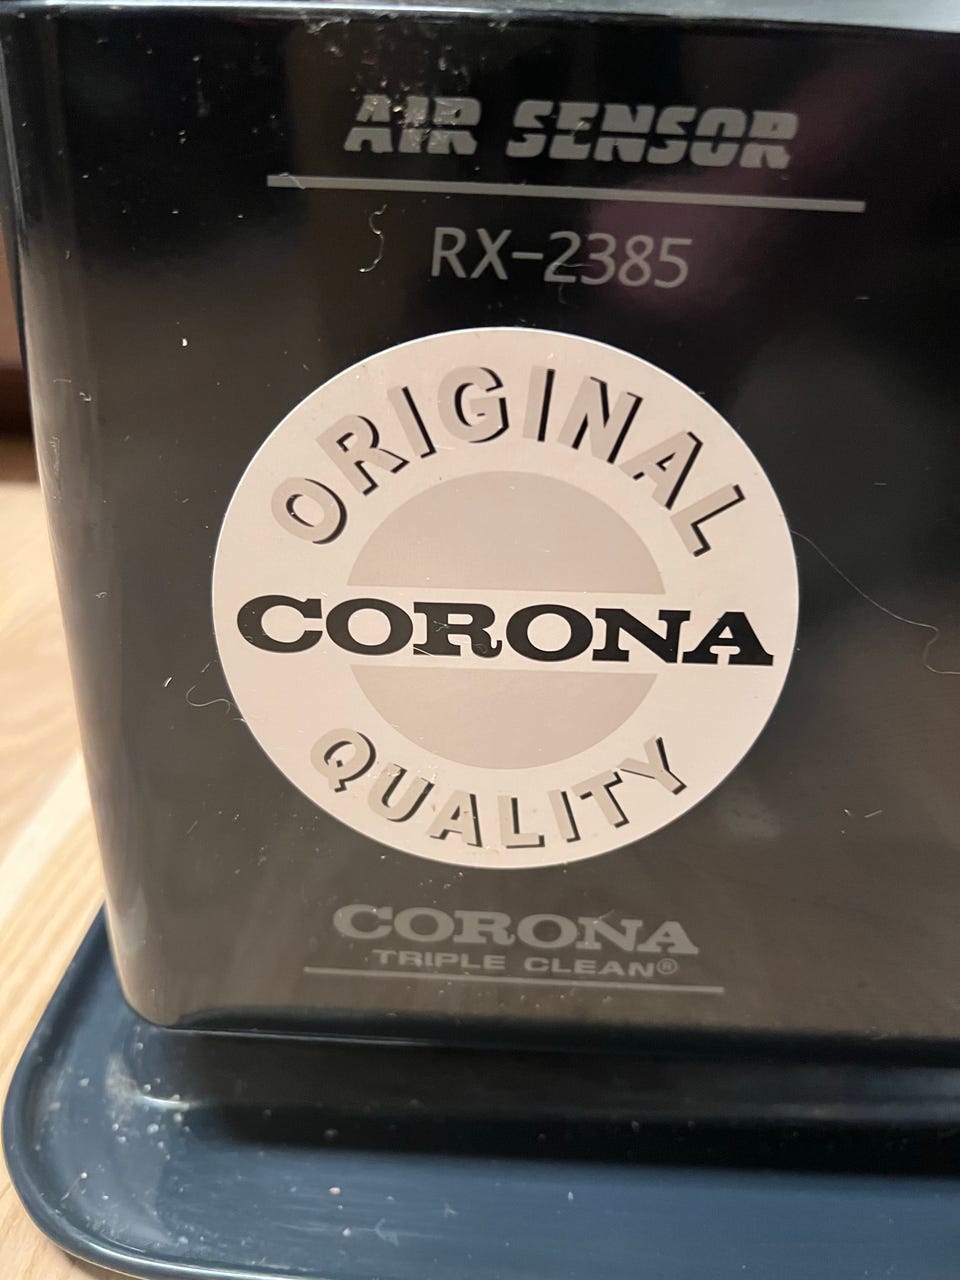 AIR SENSOR
RX-2385
ORIGINAL
CORONA
QUALITY
CORONA
TRIPLE CLEAN®